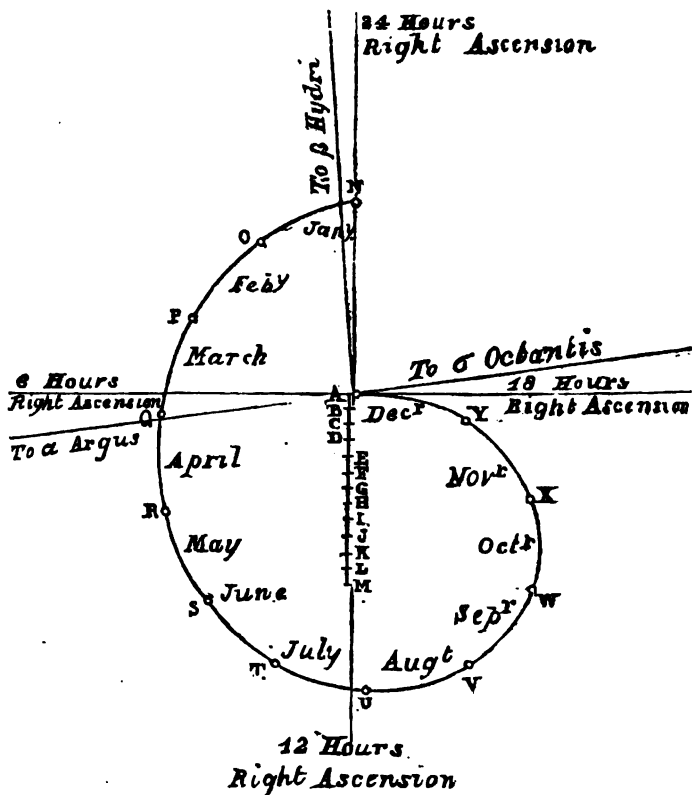 24 Hours
Right Ascension
To β Hydri
N
Jany
O
Feby
P
March
To σ Octantis
6 Hours
Right Ascension
18 Hours
Right Ascension
A
B
C
D
E
F
G
H
I
J
K
L
M
Decr
Y
Q
To α Argus
April
Novr
X
R
May
Octr
S
June
Sepr
W
T
July
Augt
V
U
12 Hours
Right Ascension